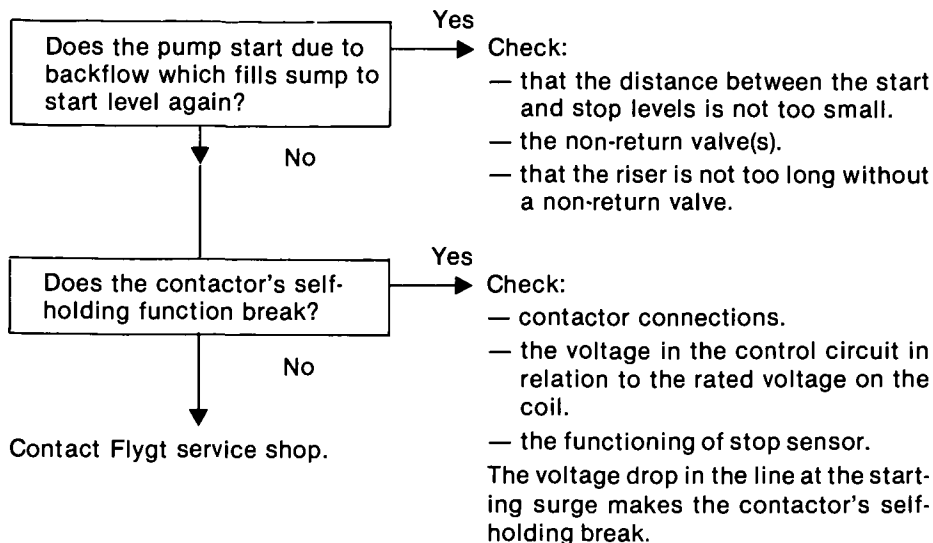 Does the pump start due to
backflow which fills sump to
start level again?
Yes
Check:
— that the distance between the start
and stop levels is not too small.
— the non-return valve(s).
— that the riser is not too long without
a non-return valve.
No
Does the contactor's self-
holding function break?
Yes
Check:
— contactor connections.
— the voltage in the control circuit in
relation to the rated voltage on the
coil.
— the functioning of stop sensor.
The voltage drop in the line at the start-
ing surge makes the contactor's self-
holding break.
No
Contact Flygt service shop.